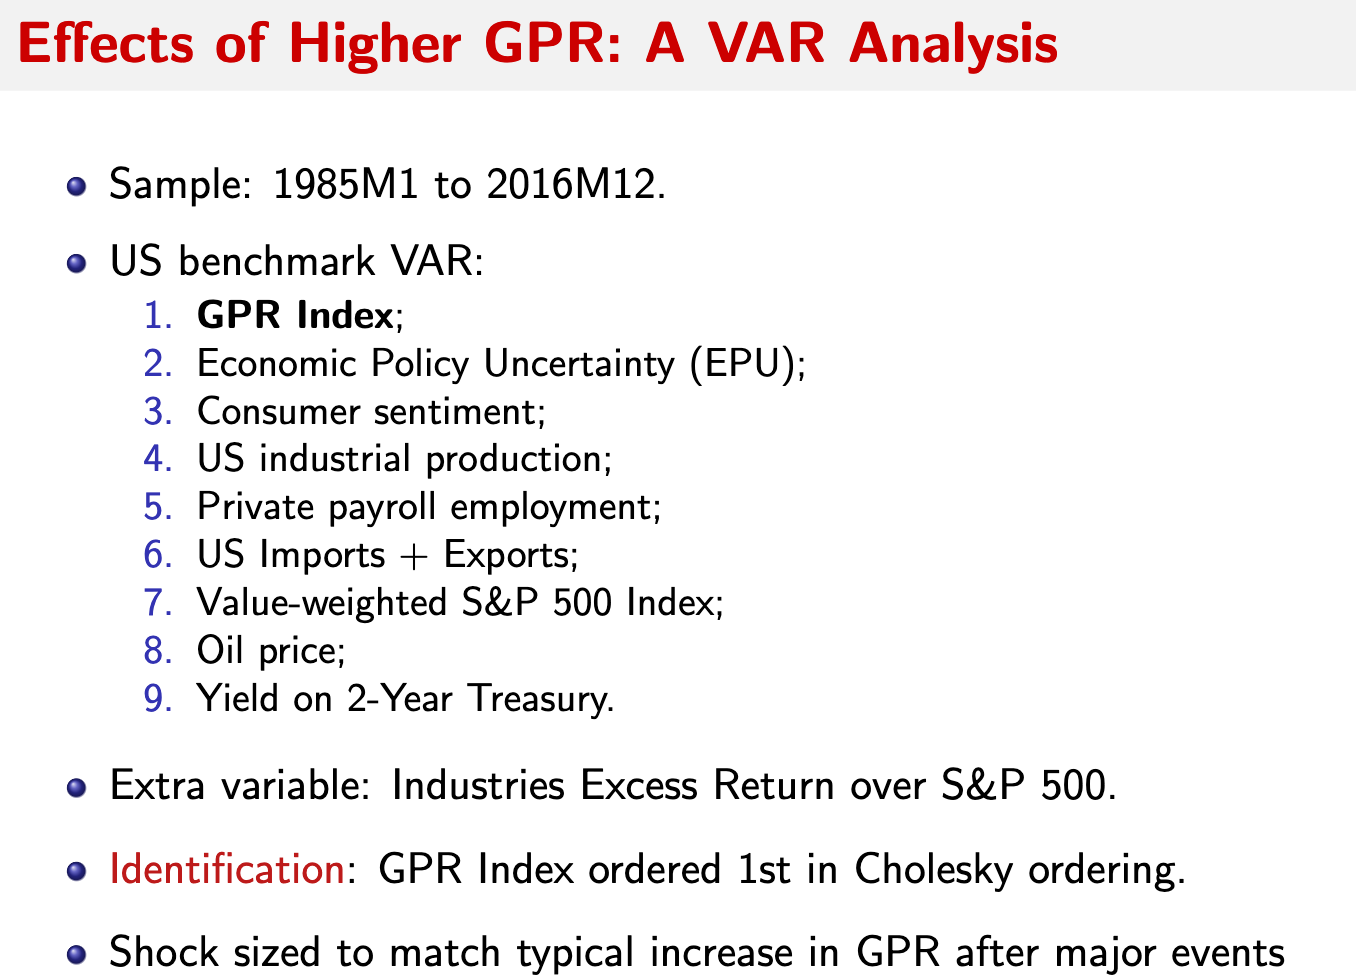 Effects of Higher GPR: A VAR Analysis
Sample: 1985M1 to 2016M12.
US benchmark VAR:
1. GPR Index;
2. Economic Policy Uncertainty (EPU);
3. Consumer sentiment;
4. US industrial production;
5. Private payroll employment;
6. US Imports + Exports;
7. Value-weighted S&P 500 Index;
8. Oil price;
9. Yield on 2-Year Treasury.
Extra variable: Industries Excess Return over S&P 500.
Identification: GPR Index ordered 1st in Cholesky ordering.
Shock sized to match typical increase in GPR after major events